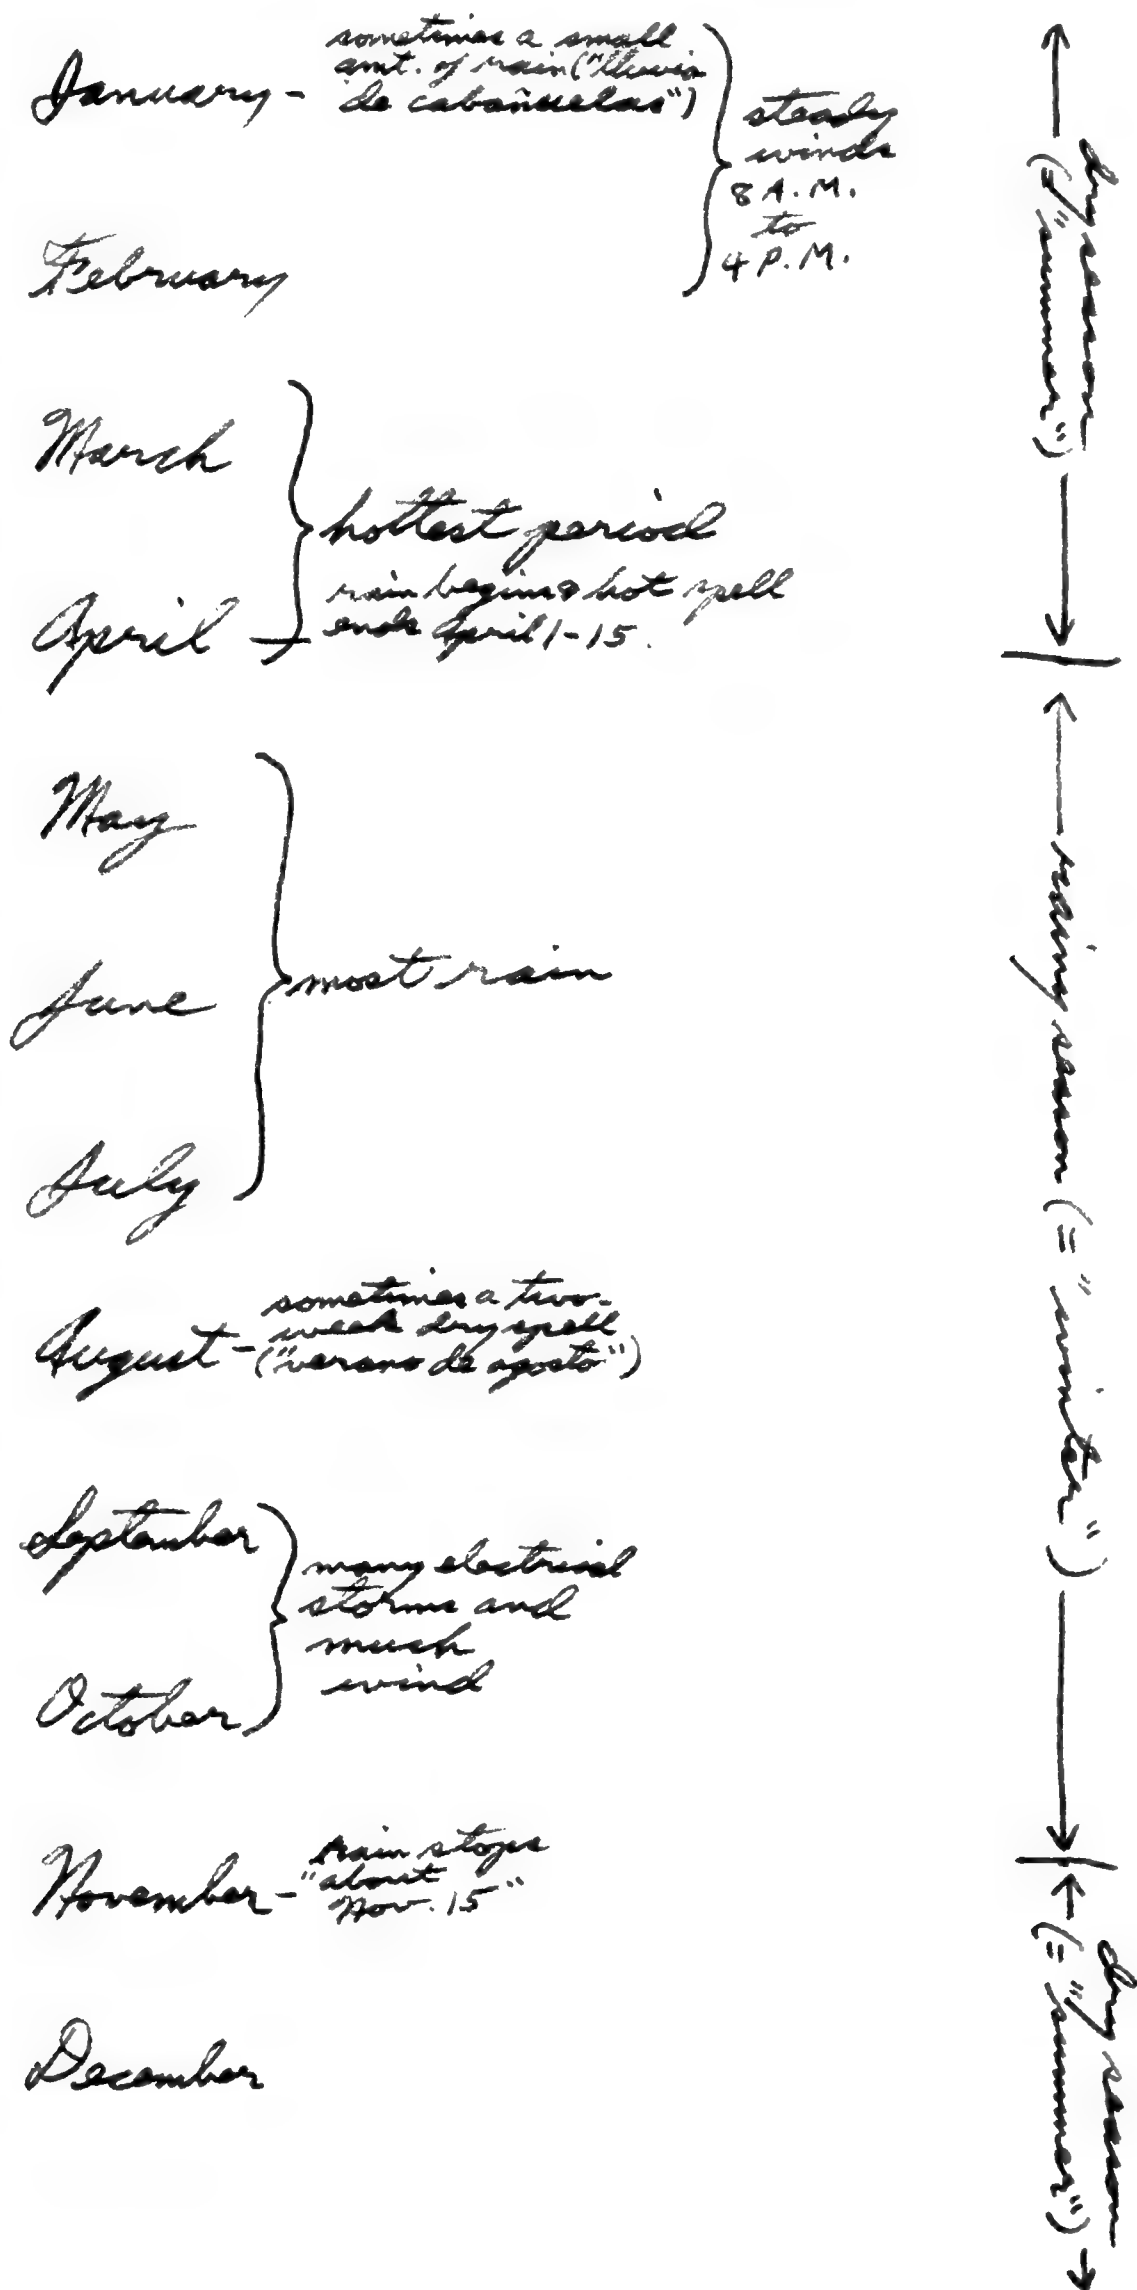 January - sometimes a small
amt. of rain ("lluvia
de cabañuelas")
steady
winds
8 A.M.
to
4 P.M.
February
March
hottest period
April
rain begins & hot spell
ends April 1-15.
May
June
most rain
July
August - sometimes a two-
week dry spell
("verano de agosto")
September
many electrical
storms and
much
wind
October
November - "rain stops
about
Nov. 15"
December
dry season
(= "summer")
rainy season (= "winter")
dry season
(= "summer")